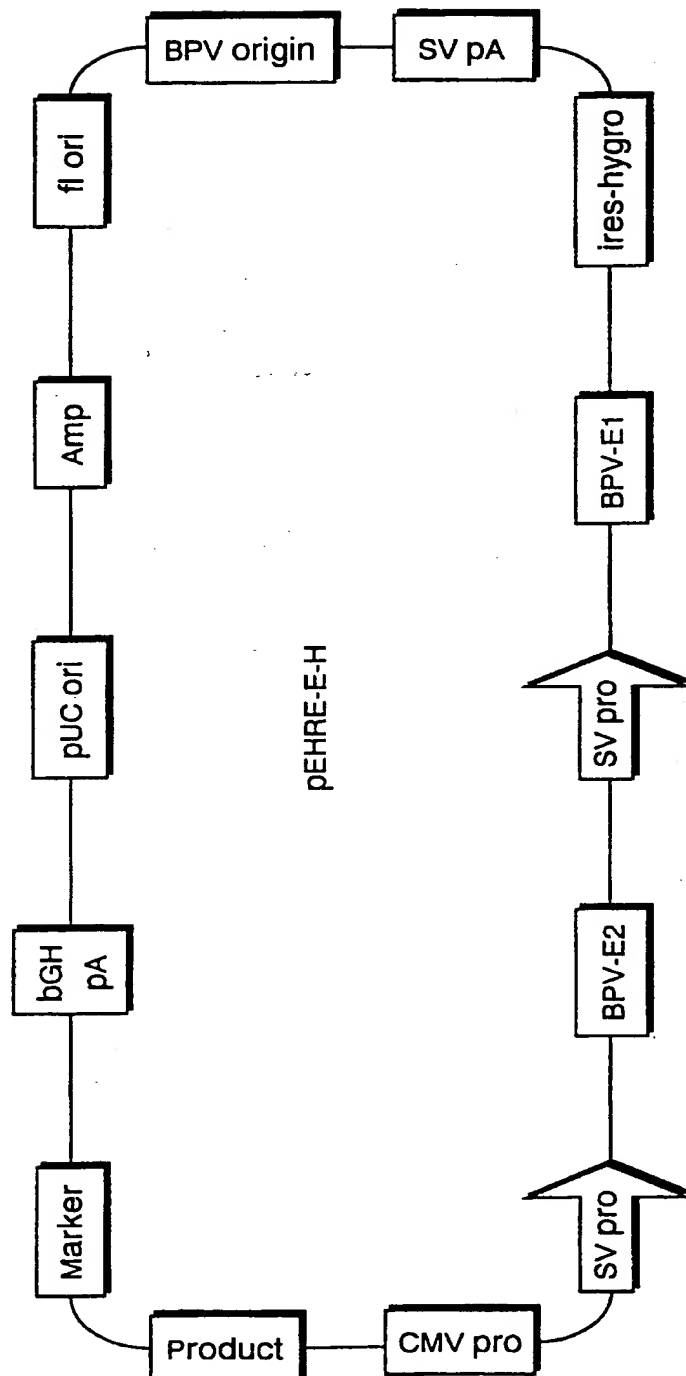 BPV origin
SV pA
fl ori
ires-hygro
Amp
BPV-E1
pUC ori
pEHRE-E-H
SV pro
bGH
pA
BPV-E2
Marker
SV pro
Product
CMV pro